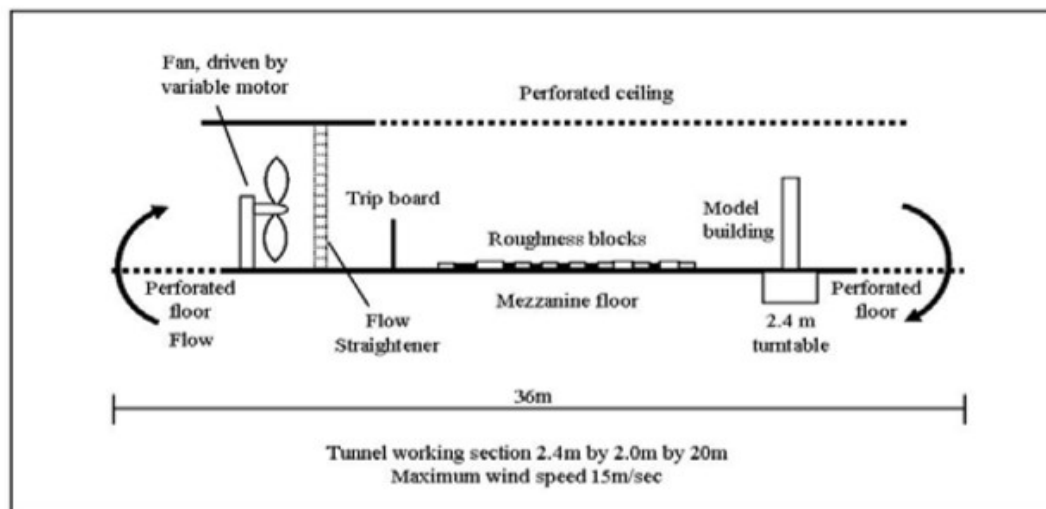 Fan, driven by
variable motor
Perforated ceiling
Trip board
Model
building
Roughness blocks
Perforated
floor
Flow
Flow
Straightener
Mezzanine floor
2.4 m
turntable
Perforated
floor
36m
Tunnel working section 2.4m by 2.0m by 20m
Maximum wind speed 15m/sec